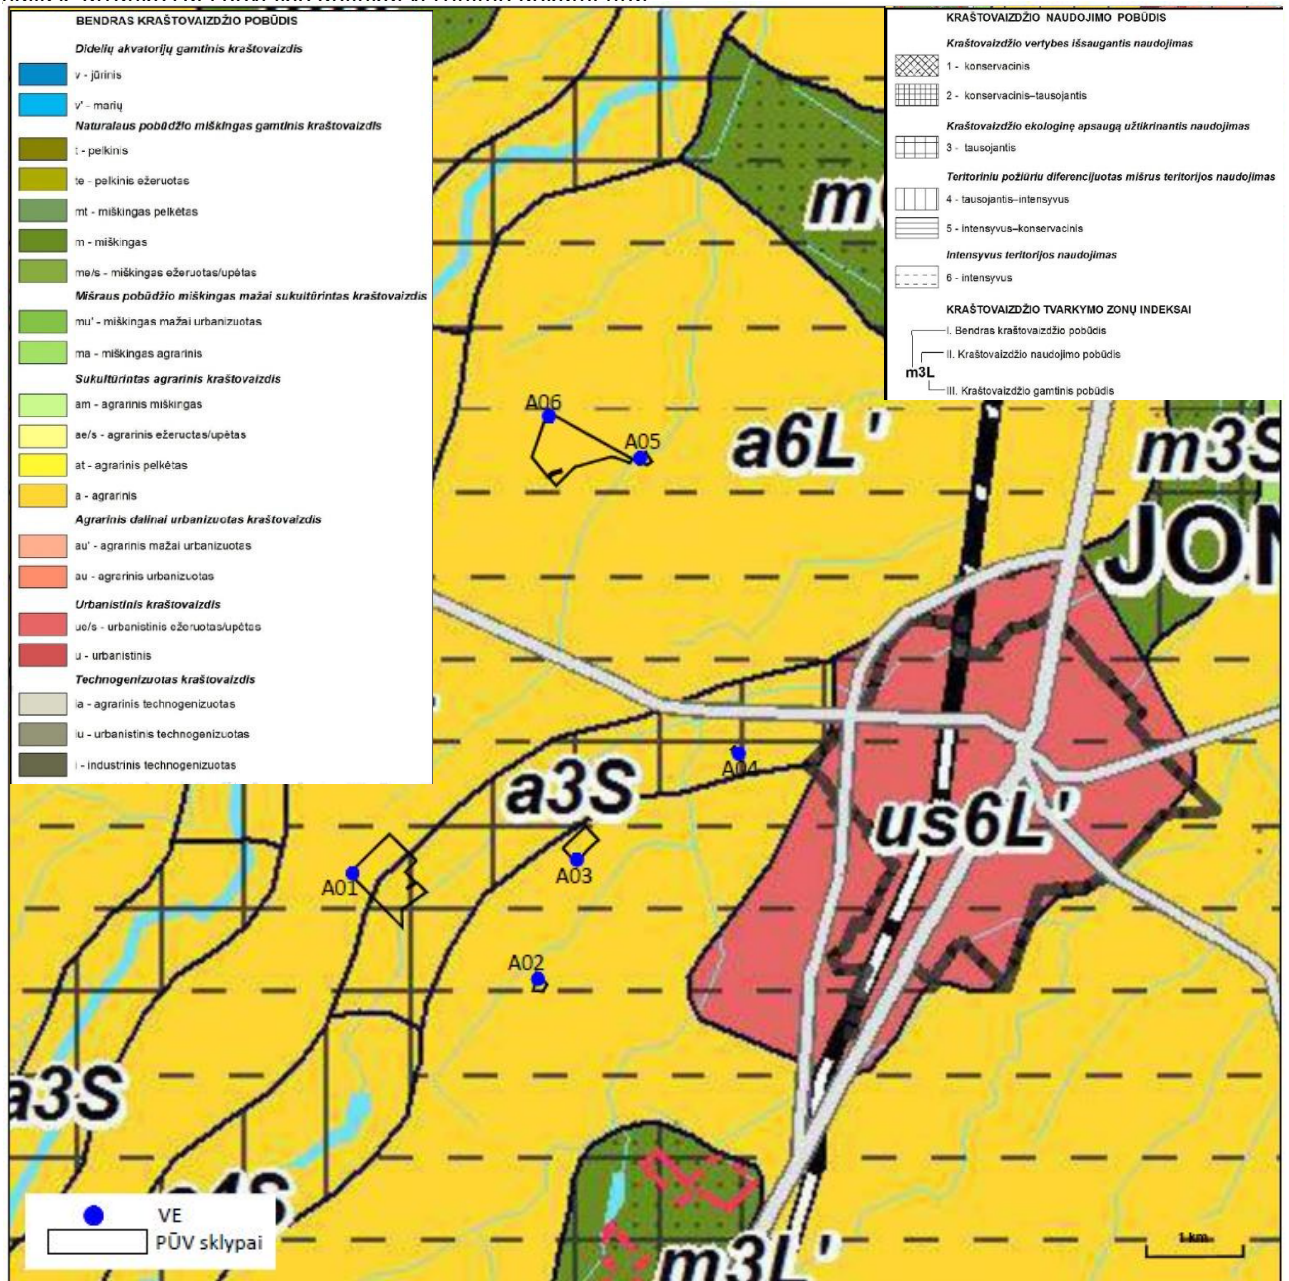 BENDRAS KRAŠTOVAIZDŽIO POBŪDIS
Didelių akvatorijų gamtinis kraštovaizdis
v - jūrinis
v' - marių
Natūralaus pobūdžio miškingas gamtinis kraštovaizdis
t - pelkinis
te - pelkinis ežeruotas
mt - miškingas pelkėtas
m - miškingas
me/s - miškingas ežeruotas/upėtas
Mišraus pobūdžio miškingas mažai sukultūrintas kraštovaizdis
mu' - miškingas mažai urbanizuotas
ma - miškingas agrarinis
Sukultūrintas agrarinis kraštovaizdis
am - agrarinis miškingas
ae/s - agrarinis ežeruotas/upėtas
at - agrarinis pelkėtas
a - agrarinis
Agrarinis dalinai urbanizuotas kraštovaizdis
au' - agrarinis mažai urbanizuotas
au - agrarinis urbanizuotas
Urbanistinis kraštovaizdis
ue/s - urbanistinis ežeruotas/upėtas
u - urbanistinis
Technogenizuotas kraštovaizdis
ia - agrarinis technogenizuotas
iu - urbanistinis technogenizuotas
i - industrinis technogenizuotas
KRAŠTOVAIZDŽIO NAUDOJIMO POBŪDIS
Kraštovaizdžio vertybes išsaugantis naudojimas
1 - konservacinis
2 - konservacinis–tausojantis
Kraštovaizdžio ekologinę apsaugą užtikrinantis naudojimas
3 - tausojantis
Teritoriniu požiūriu diferencijuotas mišrus teritorijos naudojimas
4 - tausojantis–intensyvus
5 - intensyvus–konservacinis
Intensyvus teritorijos naudojimas
6 - intensyvus
KRAŠTOVAIZDŽIO TVARKYMO ZONŲ INDEKSAI
I. Bendras kraštovaizdžio pobūdis
II. Kraštovaizdžio naudojimo pobūdis
m3L
III. Kraštovaizdžio gamtinis pobūdis
A06
A05
a6L'
m3S
JON
A04
a3S
us6L'
A03
A01
A02
a3S
a4S
m3L'
VE
PŪV sklypai
1 km